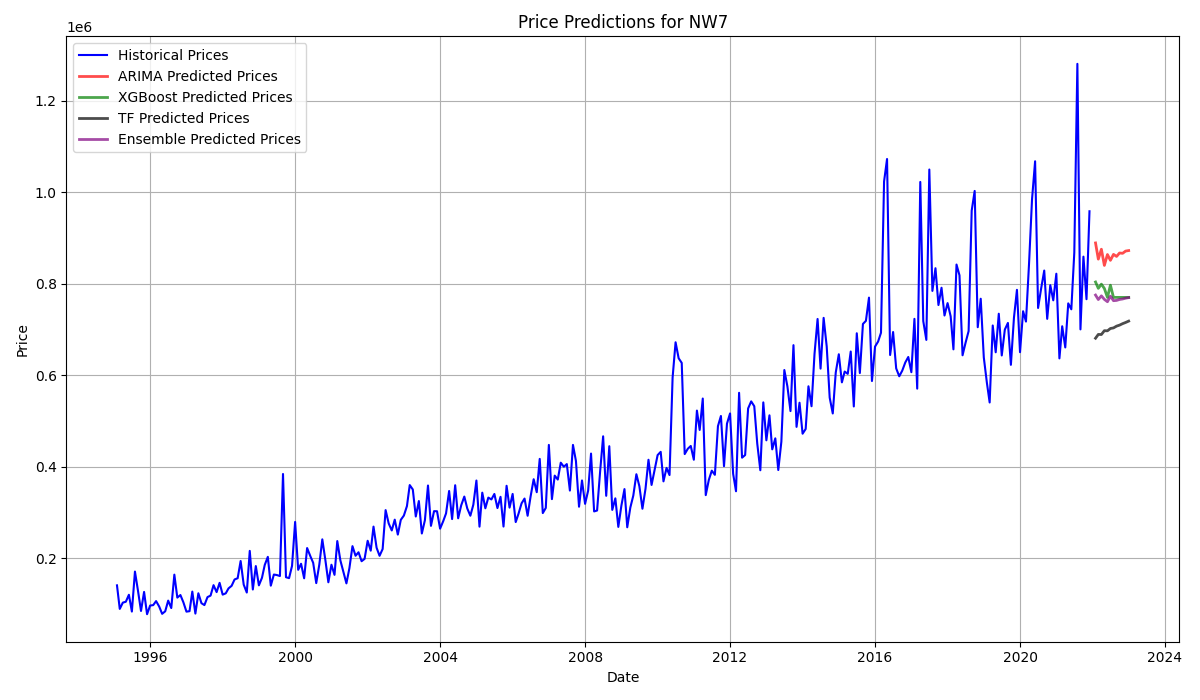 Price Predictions for NW7
1e6
Historical Prices
ARIMA Predicted Prices
XGBoost Predicted Prices
TF Predicted Prices
Ensemble Predicted Prices
1.2
1.0
0.8
0.6
0.4
0.2
Price
1996 2000 2004 2008 2012 2016 2020 2024
Date